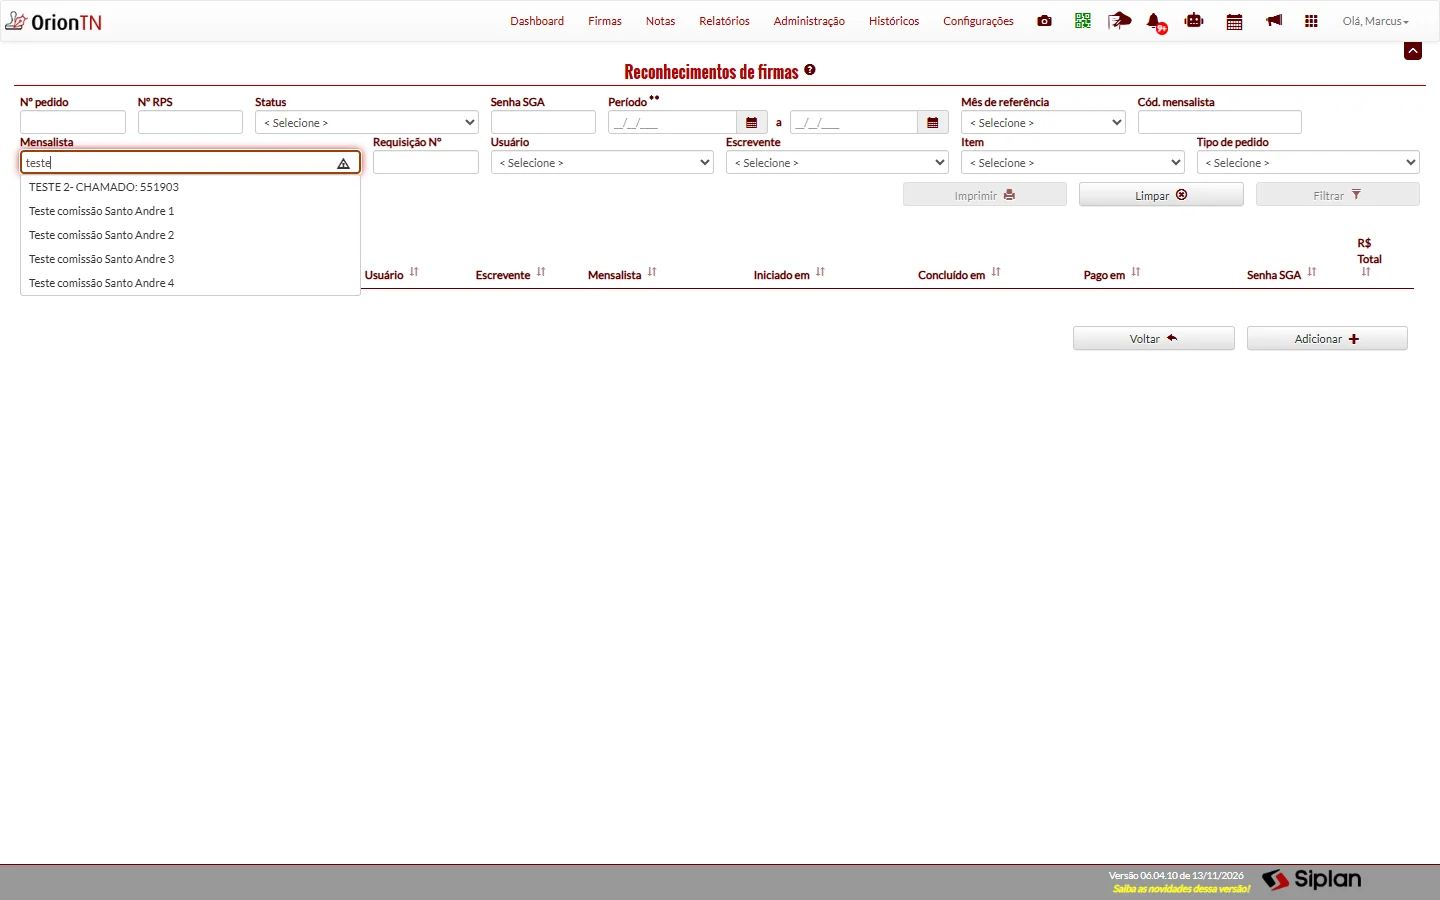 OrionTN
Dashboard Firmas Notas Relatórios Administração Históricos Configurações 9+ Olá, Marcus
Reconhecimentos de firmas
Nº pedido Nº RPS Status Senha SGA Período ** Mês de referência Cód. mensalista
< Selecione > __/__/____ a __/__/____ < Selecione >
Mensalista Requisição Nº Usuário Escrevente Item Tipo de pedido
teste < Selecione > < Selecione > < Selecione > < Selecione >
TESTE 2- CHAMADO: 551903
Imprimir Limpar Filtrar
Teste comissão Santo Andre 1
Teste comissão Santo Andre 2
Teste comissão Santo Andre 3
Teste comissão Santo Andre 4
Usuário Escrevente Mensalista Iniciado em Concluído em Pago em Senha SGA R$ Total
Voltar Adicionar
Versão 06.04.10 de 13/11/2026
Saiba as novidades dessa versão!
Siplan